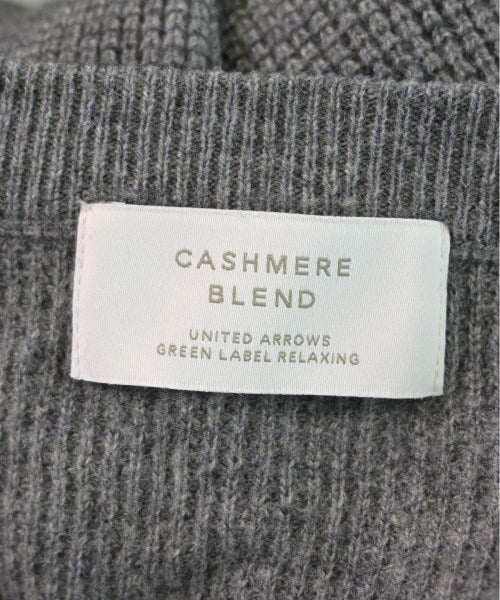 CASHMERE
BLEND
UNITED ARROWS
GREEN LABEL RELAXING